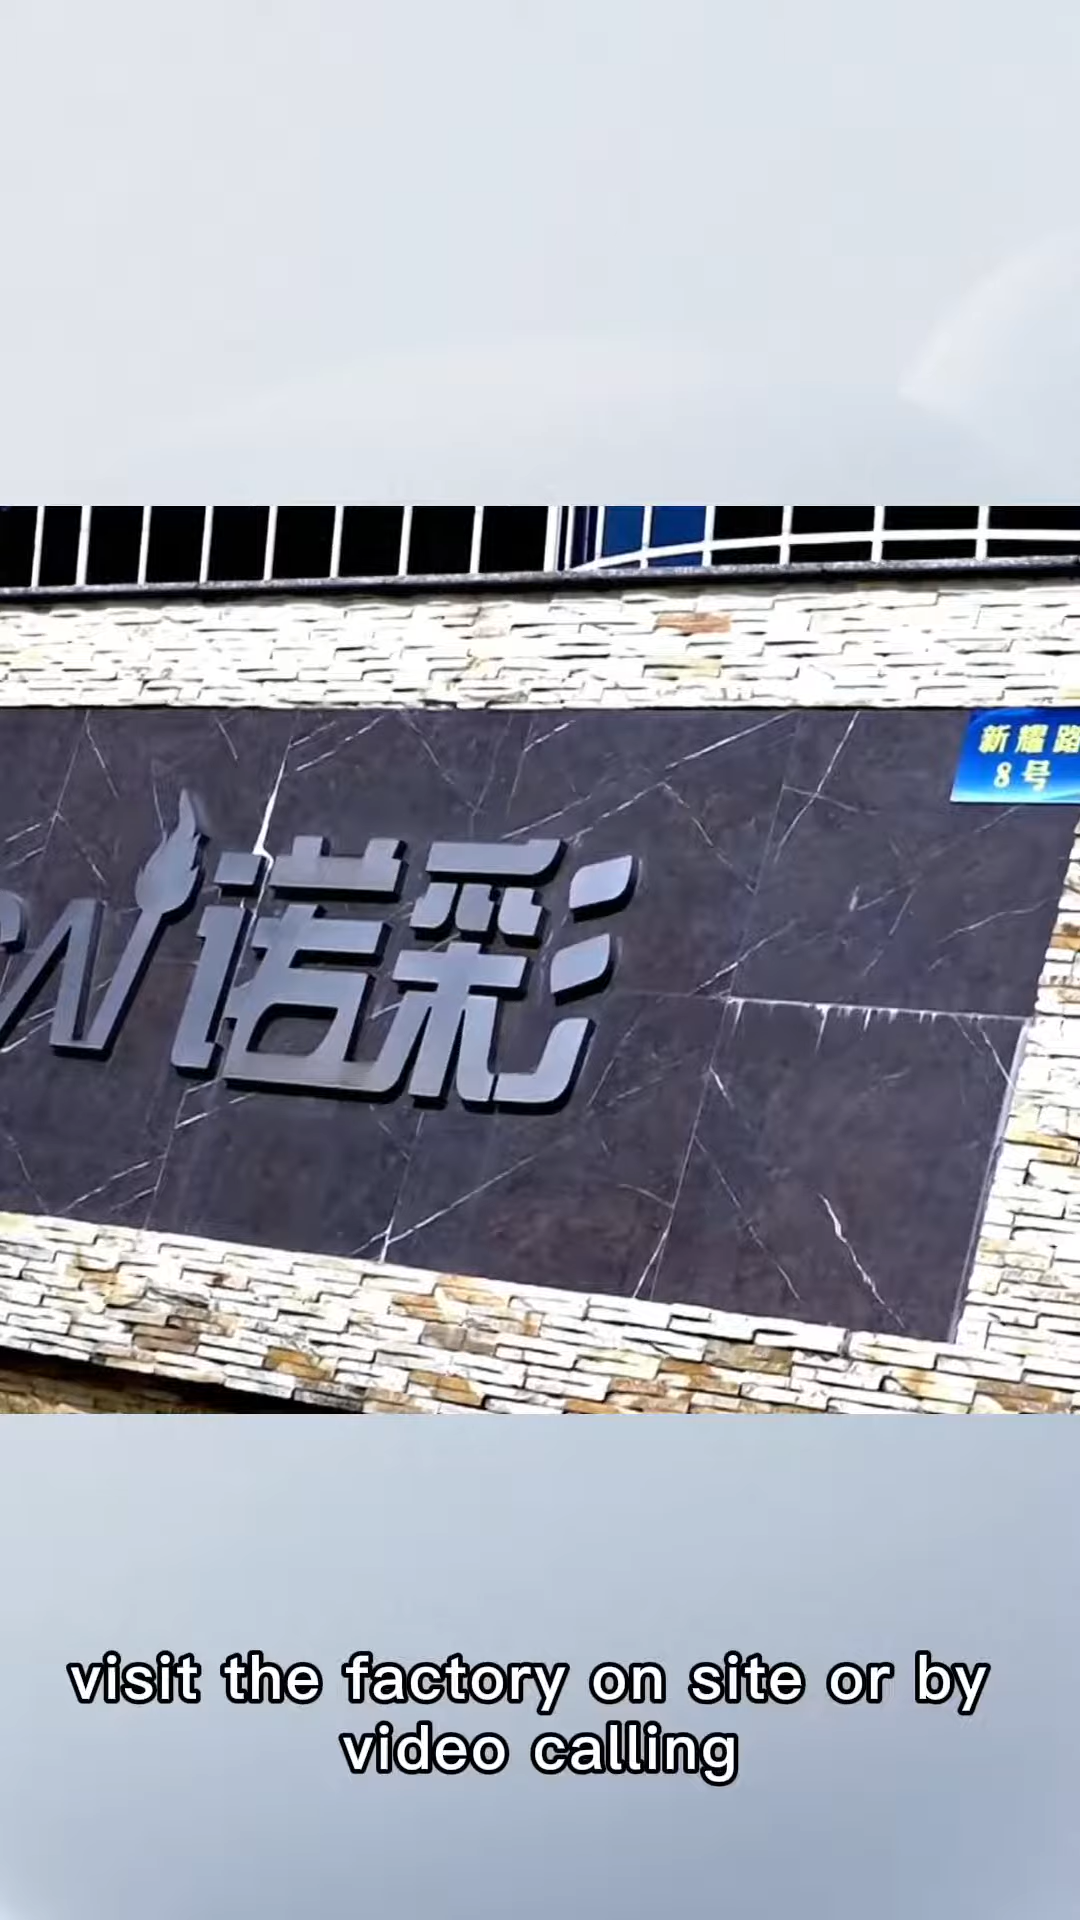 新耀路
8号
诺彩
visit the factory on site or by
video calling